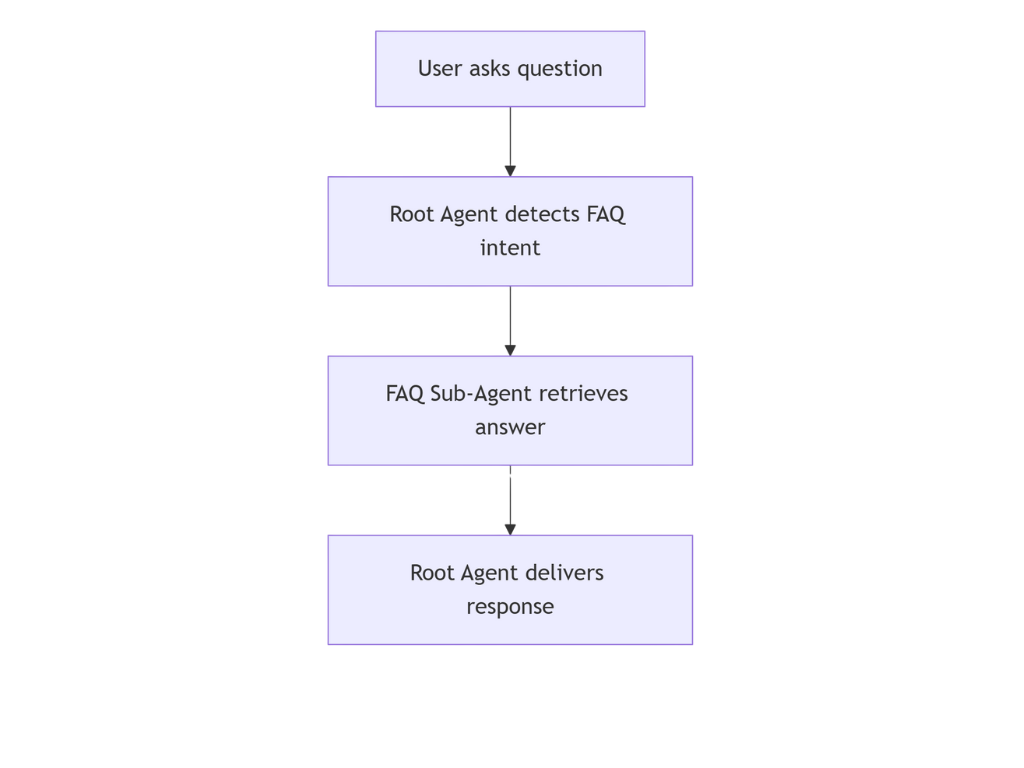 User asks question
Root Agent detects FAQ
intent
FAQ Sub-Agent retrieves
answer
Root Agent delivers
response